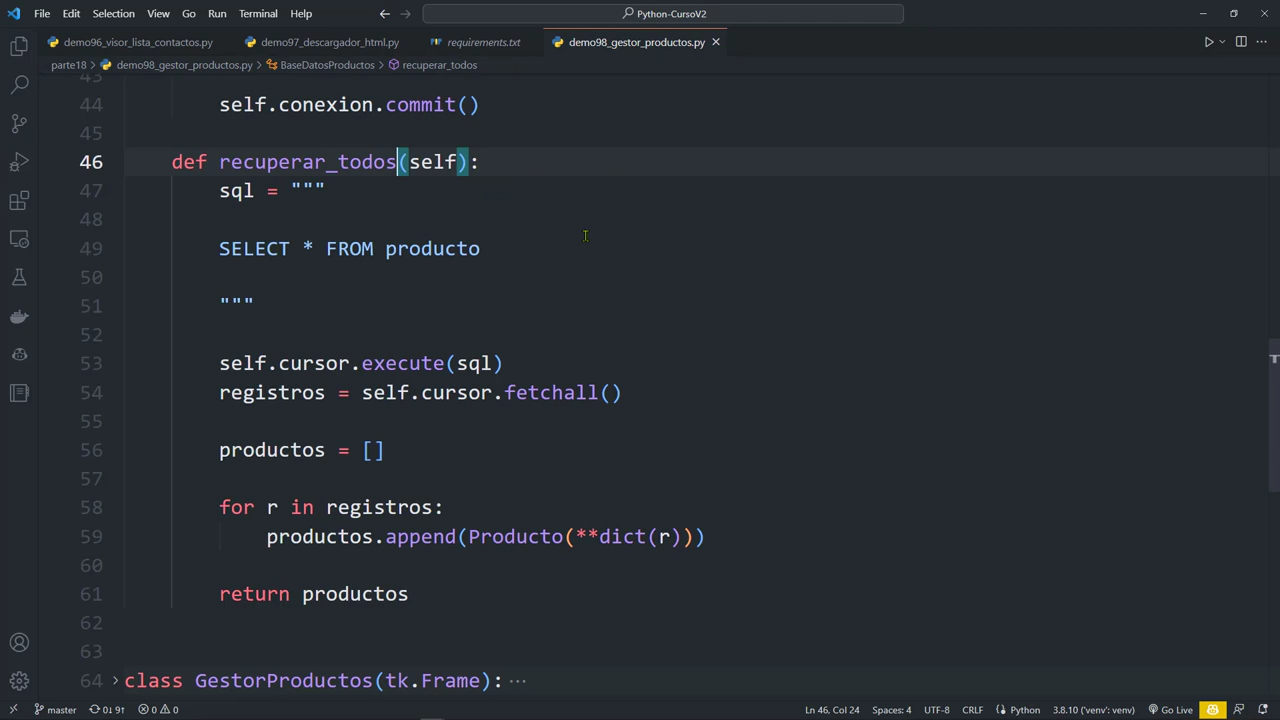 File Edit Selection View Go Run Terminal Help
Python-CursoV2
demo96_visor_lista_contactos.py demo97_descargador_html.py requirements.txt demo98_gestor_productos.py
parte18 > demo98_gestor_productos.py > BaseDatosProductos > recuperar_todos
43
44 self.conexion.commit()
45
46 def recuperar_todos(self):
47 sql = """
48
49 SELECT * FROM producto
50
51 """
52
53 self.cursor.execute(sql)
54 registros = self.cursor.fetchall()
55
56 productos = []
57
58 for r in registros:
59 productos.append(Producto(**dict(r)))
60
61 return productos
62
63
64 class GestorProductos(tk.Frame): ···
master 0↓ 9↑ 0 0 Ln 46, Col 24 Spaces: 4 UTF-8 CRLF Python 3.8.10 ('venv': venv) Go Live